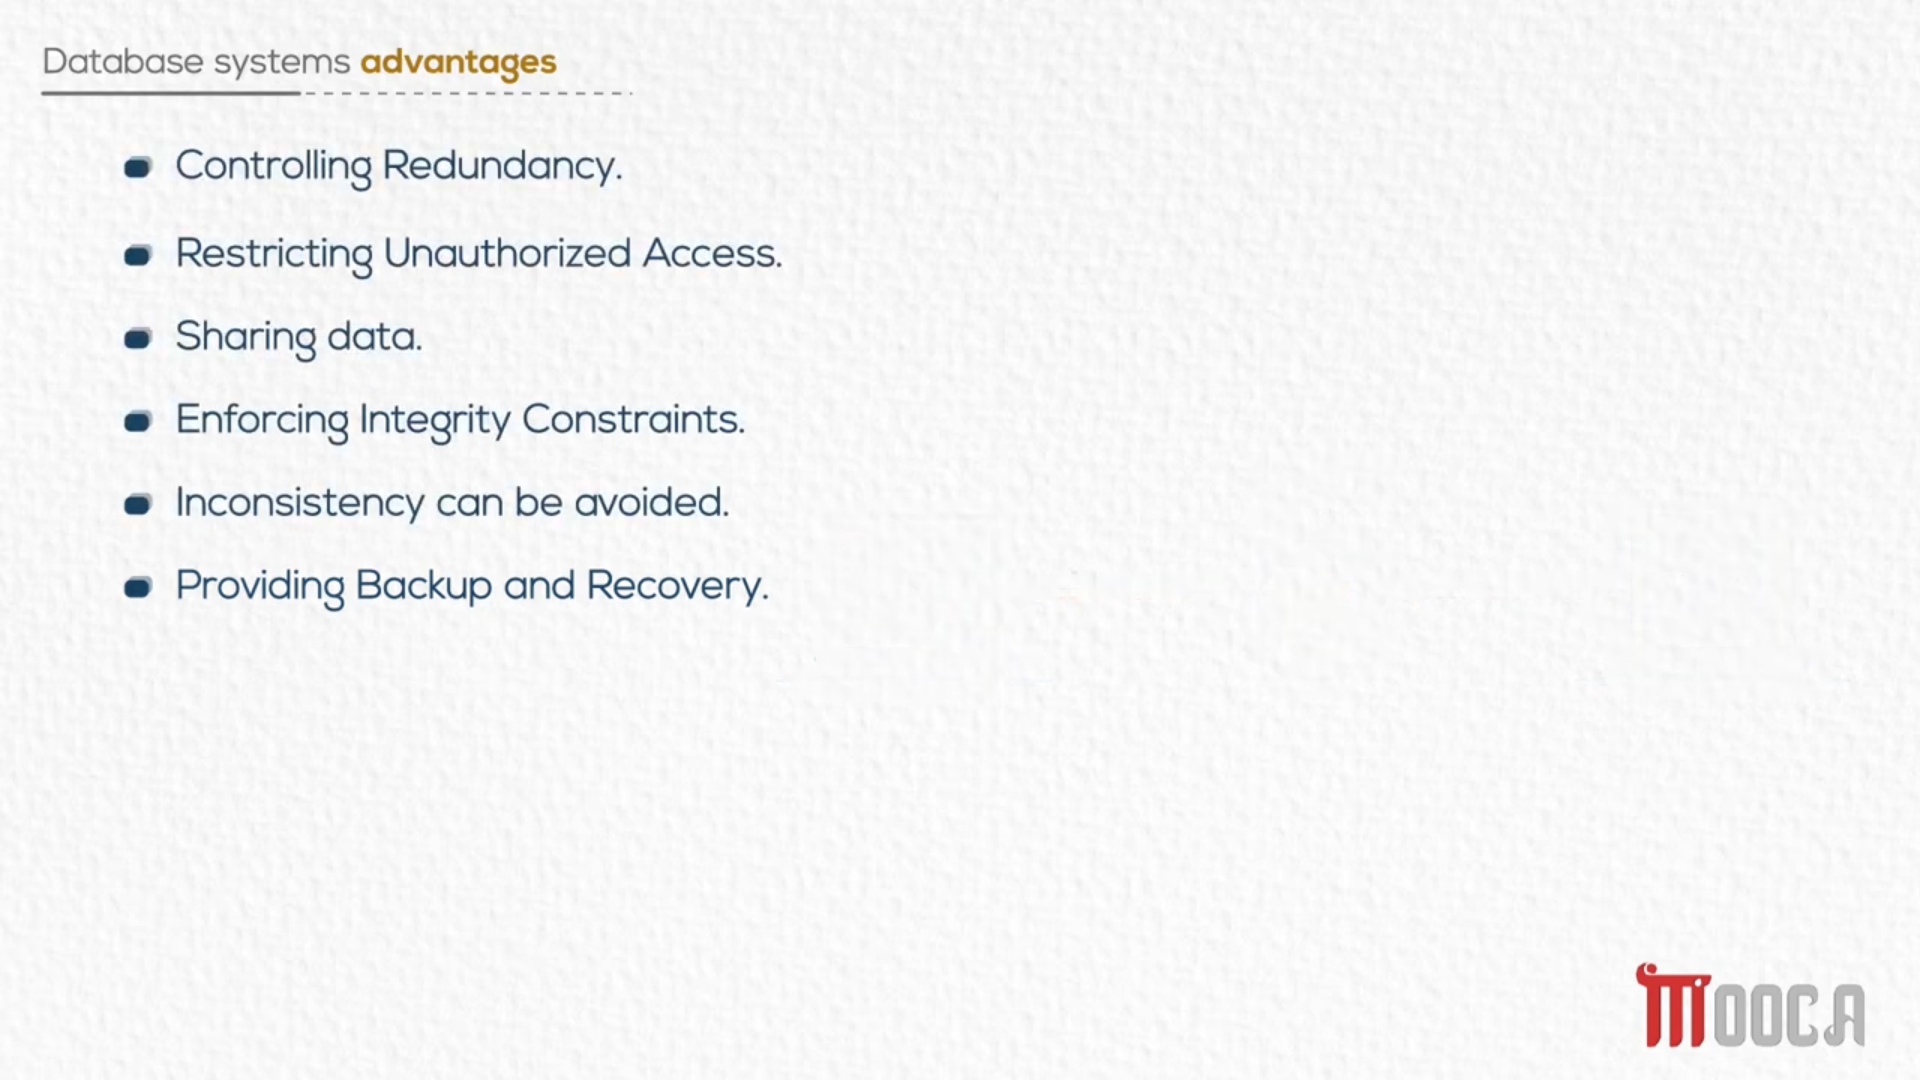 Database systems advantages
Controlling Redundancy.
Restricting Unauthorized Access.
Sharing data.
Enforcing Integrity Constraints.
Inconsistency can be avoided.
Providing Backup and Recovery.
MOOCA